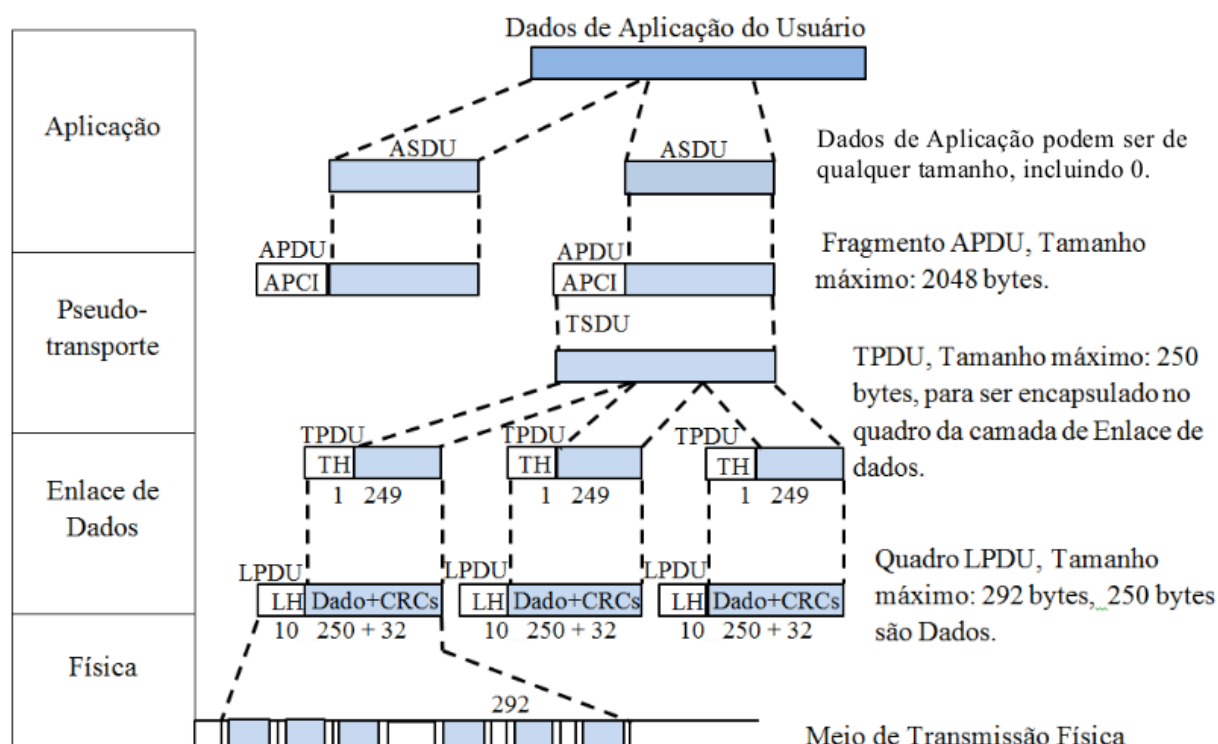 Dados de Aplicação do Usuário
Aplicação
ASDU
ASDU
Dados de Aplicação podem ser de
qualquer tamanho, incluindo 0.
APDU
APCI
APDU
APCI
Fragmento APDU, Tamanho
máximo: 2048 bytes.
Pseudo-
transporte
TSDU
TPDU, Tamanho máximo: 250
bytes, para ser encapsulado no
quadro da camada de Enlace de
dados.
TPDU
TH
1 249
TPDU
TH
1 249
TPDU
TH
1 249
Enlace de
Dados
LPDU
LH Dado+CRCs
10 250 + 32
LPDU
LH Dado+CRCs
10 250 + 32
LPDU
LH Dado+CRCs
10 250 + 32
Quadro LPDU, Tamanho
máximo: 292 bytes, 250 bytes
são Dados.
Física
292
Meio de Transmissão Física